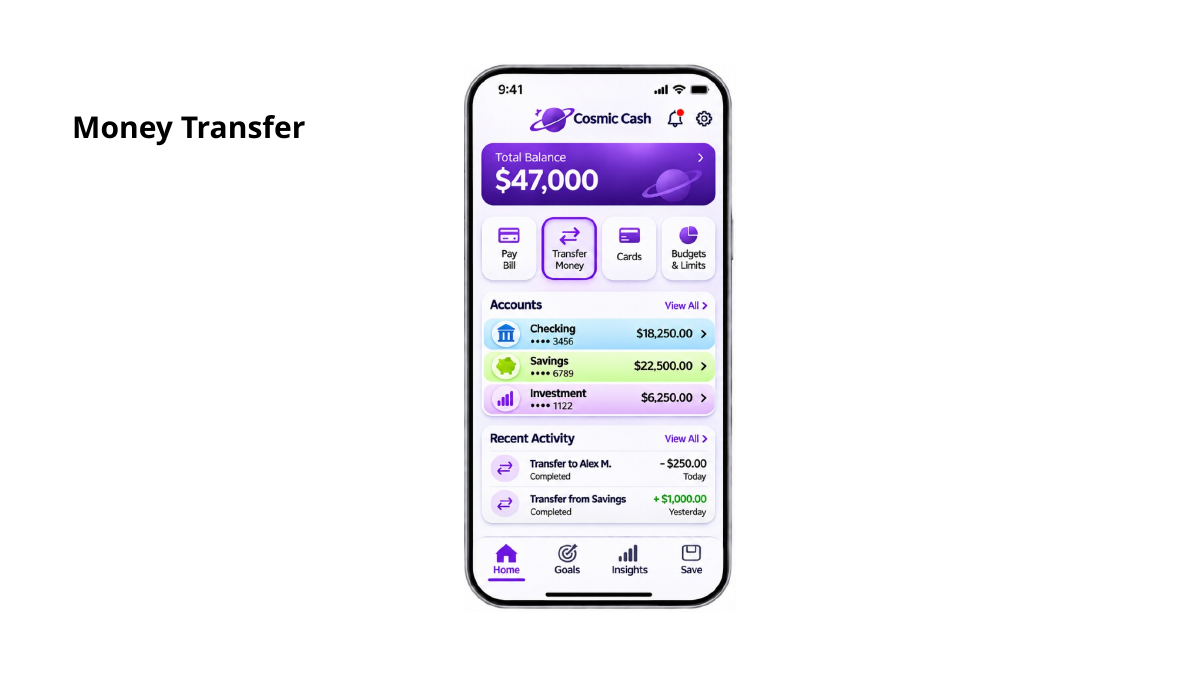 Money Transfer
9:41
Cosmic Cash
Total Balance
$47,000
Pay
Bill
Transfer
Money
Cards
Budgets
& Limits
Accounts
View All
Checking
•••• 3456
$18,250.00
Savings
•••• 6789
$22,500.00
Investment
•••• 1122
$6,250.00
Recent Activity
View All
Transfer to Alex M.
Completed
- $250.00
Today
Transfer from Savings
Completed
+ $1,000.00
Yesterday
Home
Goals
Insights
Save